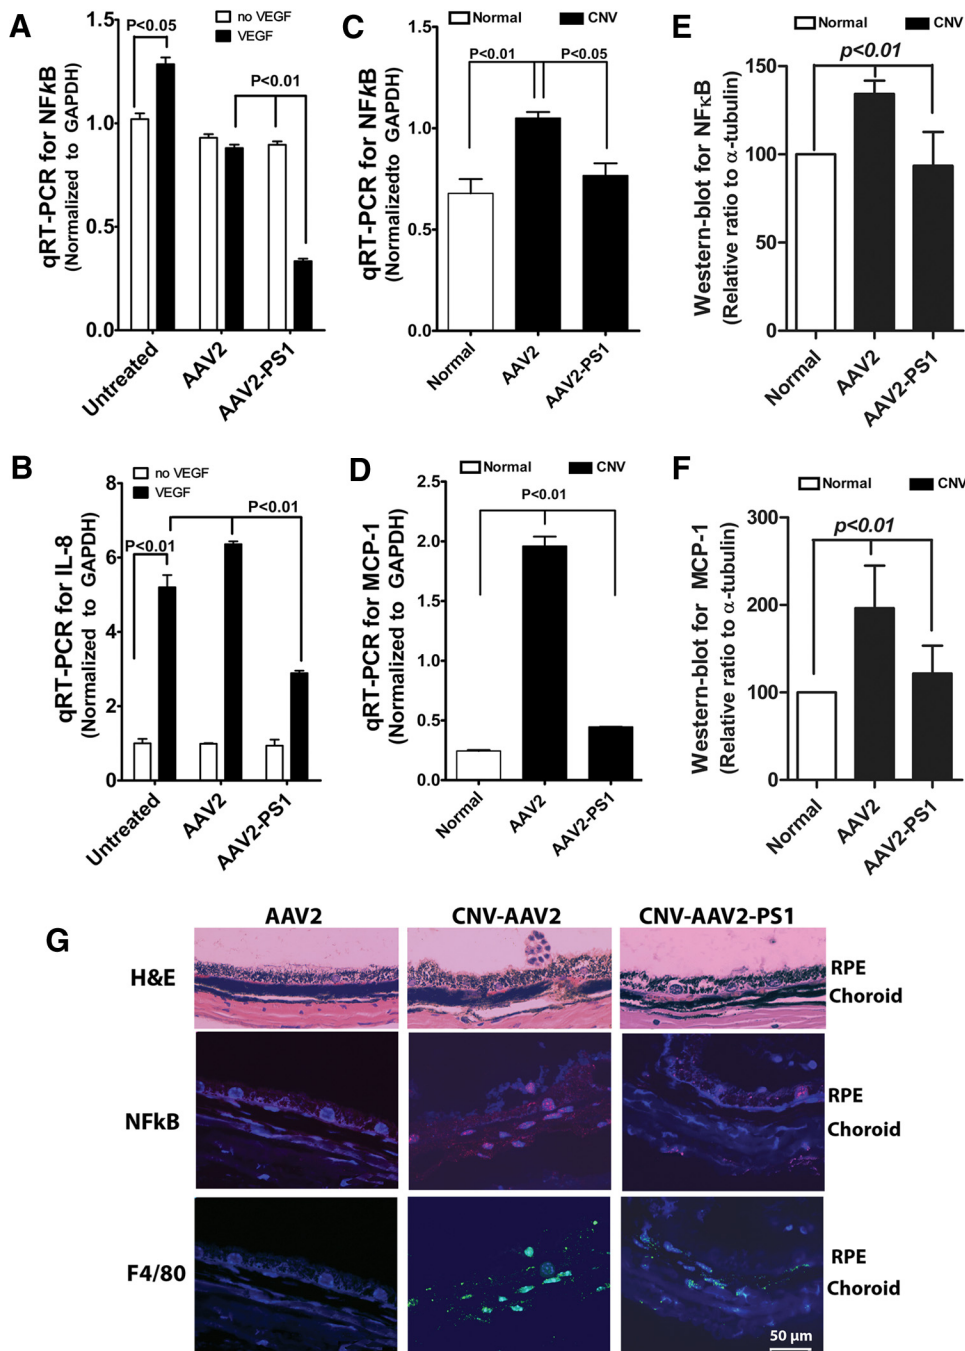 A
no VEGF
VEGF
qRT-PCR for NFkB
(Normalized to GAPDH)
1.5
1.0
0.5
0.0
P<0.05
P<0.01
Untreated
AAV2
AAV2-PS1
C
Normal
CNV
qRT-PCR for NFkB
(Normalizedto GAPDH)
1.5
1.0
0.5
0.0
P<0.01
P<0.05
Normal
AAV2
AAV2-PS1
E
Normal
CNV
Western-blot for NFκB
(Relative ratio to α-tubulin)
150
100
50
0
p<0.01
Normal
AAV2
AAV2-PS1
B
no VEGF
VEGF
qRT-PCR for IL-8
(Normalized to GAPDH)
8
6
4
2
0
P<0.01
P<0.01
Untreated
AAV2
AAV2-PS1
D
Normal
CNV
qRT-PCR for MCP-1
(Normalized to GAPDH)
2.5
2.0
1.5
1.0
0.5
0.0
P<0.01
Normal
AAV2
AAV2-PS1
F
Normal
CNV
Western-blot for MCP-1
(Relative ratio to α-tubulin)
300
200
100
0
p<0.01
Normal
AAV2
AAV2-PS1
G
AAV2
CNV-AAV2
CNV-AAV2-PS1
H&E
RPE
Choroid
NFkB
RPE
Choroid
F4/80
RPE
Choroid
50 µm